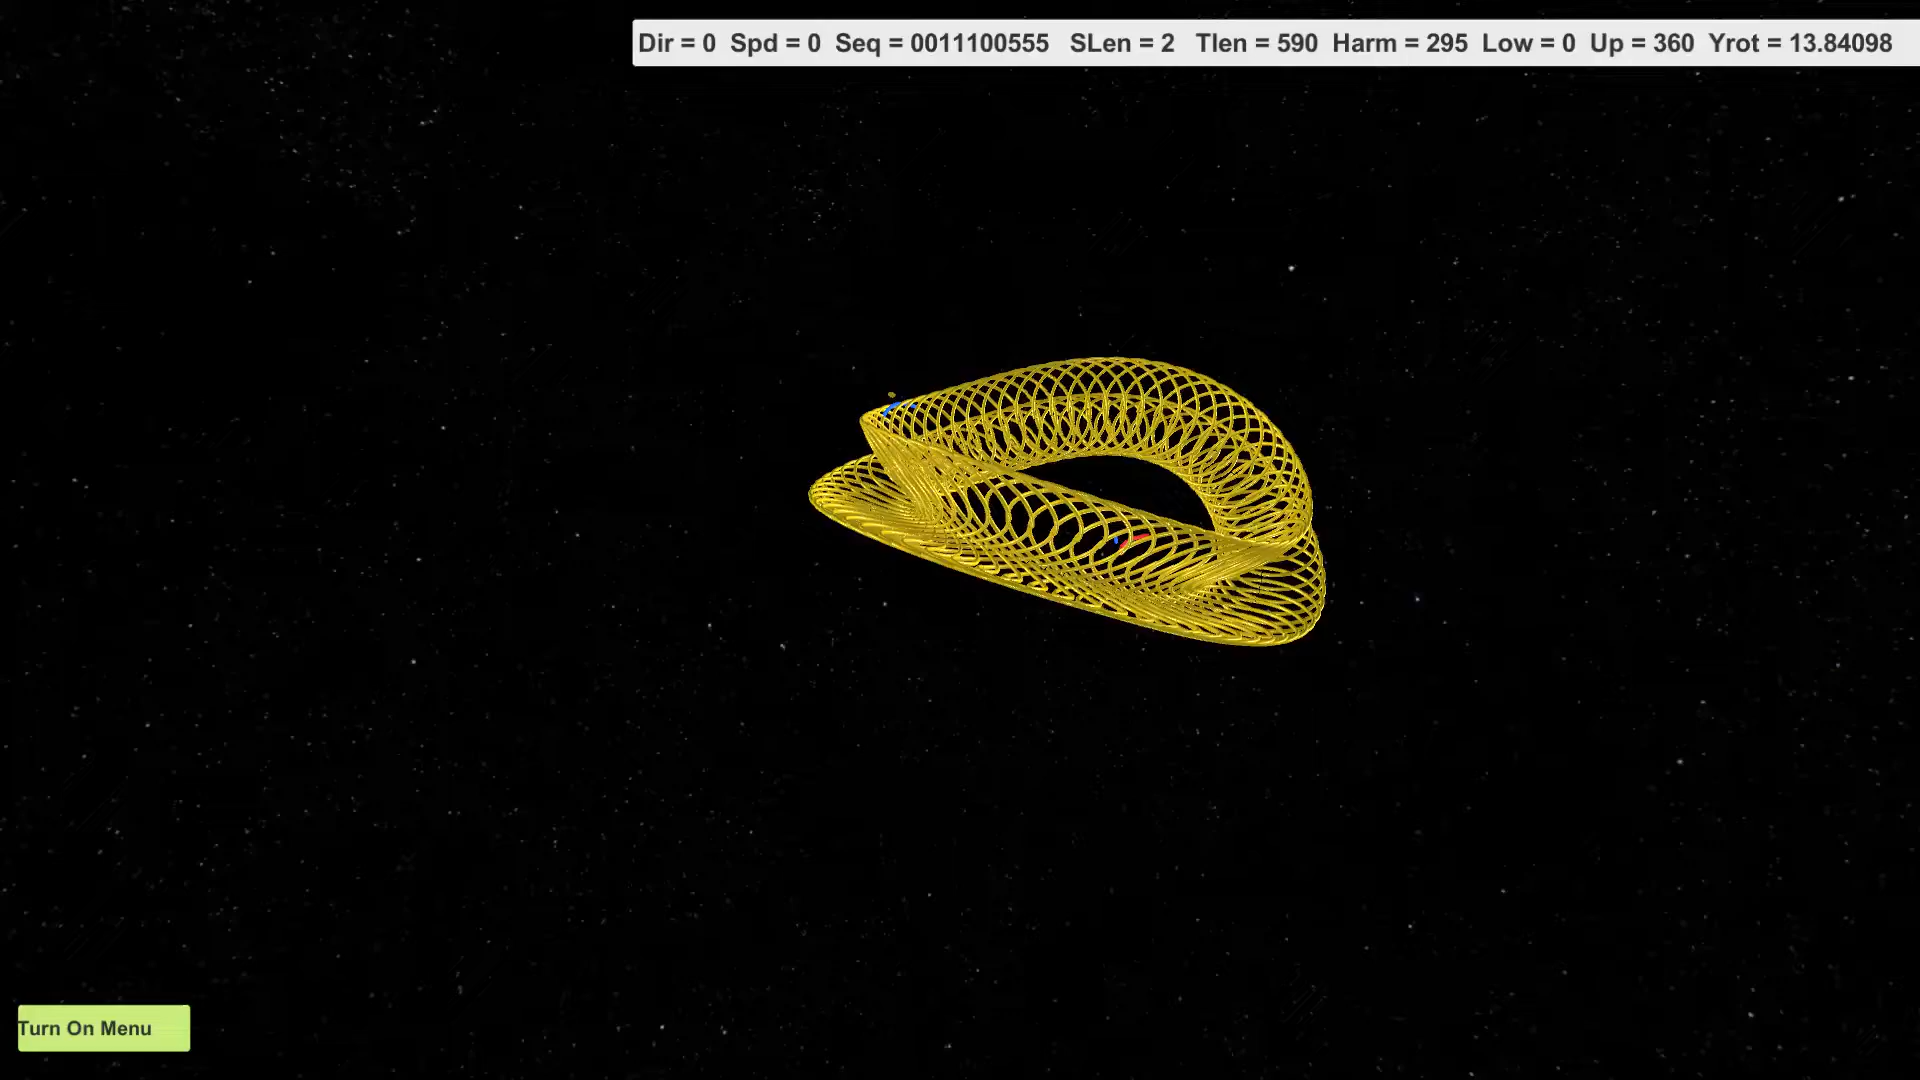 Dir = 0 Spd = 0 Seq = 0011100555 SLen = 2 Tlen = 590 Harm = 295 Low = 0 Up = 360 Yrot = 13.84098
Turn On Menu